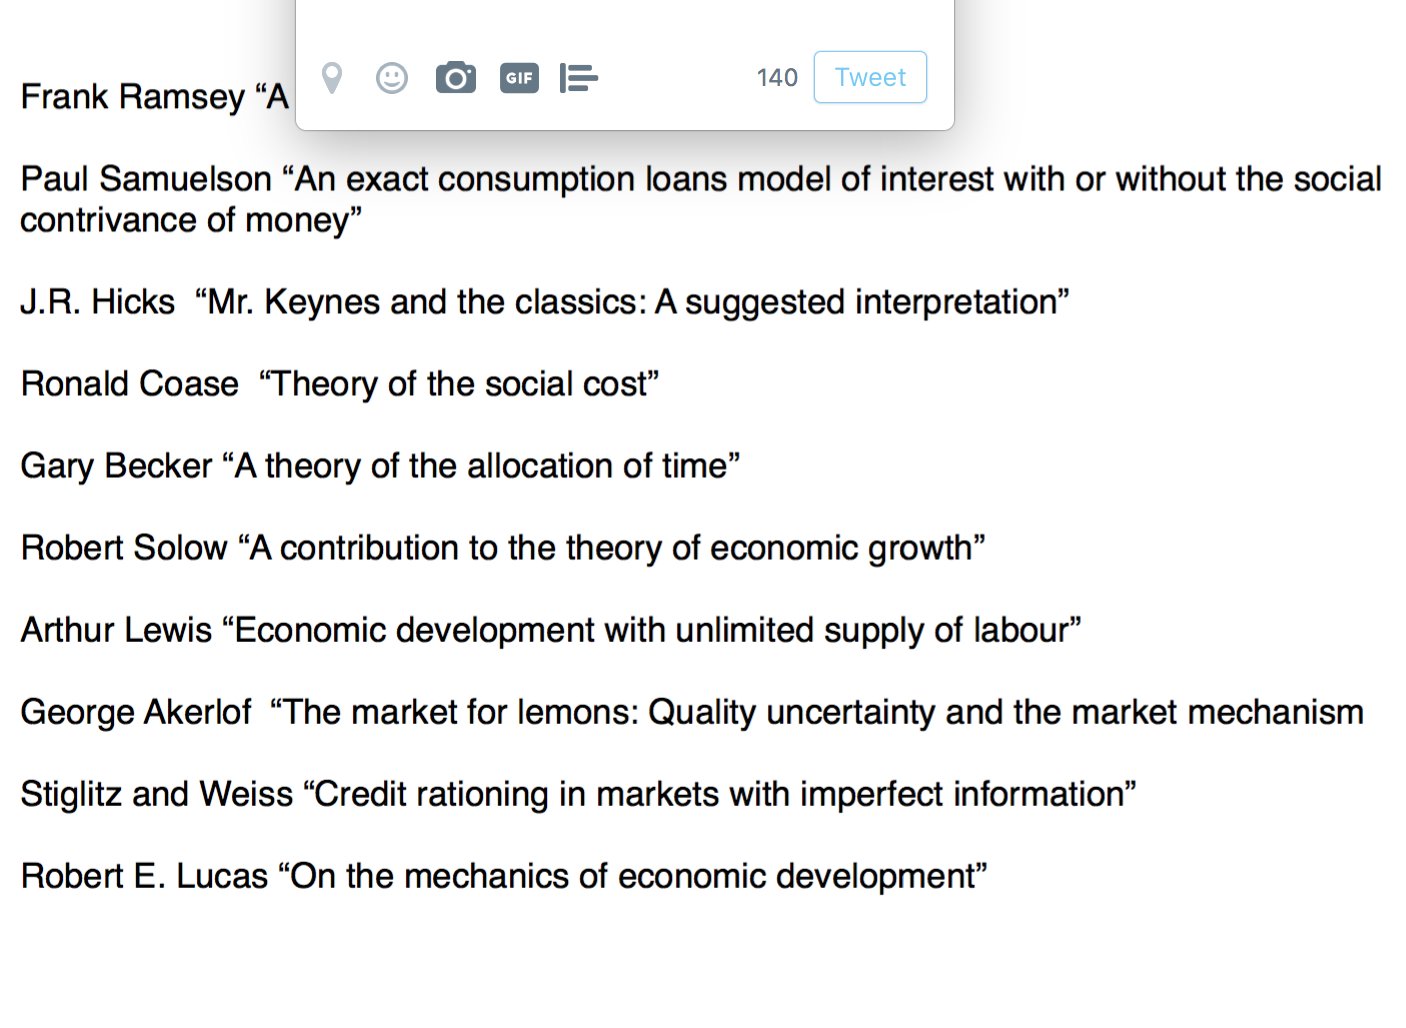 GIF
140
Tweet
Frank Ramsey “A
Paul Samuelson “An exact consumption loans model of interest with or without the social
contrivance of money”
J.R. Hicks  “Mr. Keynes and the classics: A suggested interpretation”
Ronald Coase  “Theory of the social cost”
Gary Becker “A theory of the allocation of time”
Robert Solow “A contribution to the theory of economic growth”
Arthur Lewis “Economic development with unlimited supply of labour”
George Akerlof  “The market for lemons: Quality uncertainty and the market mechanism
Stiglitz and Weiss “Credit rationing in markets with imperfect information”
Robert E. Lucas “On the mechanics of economic development”